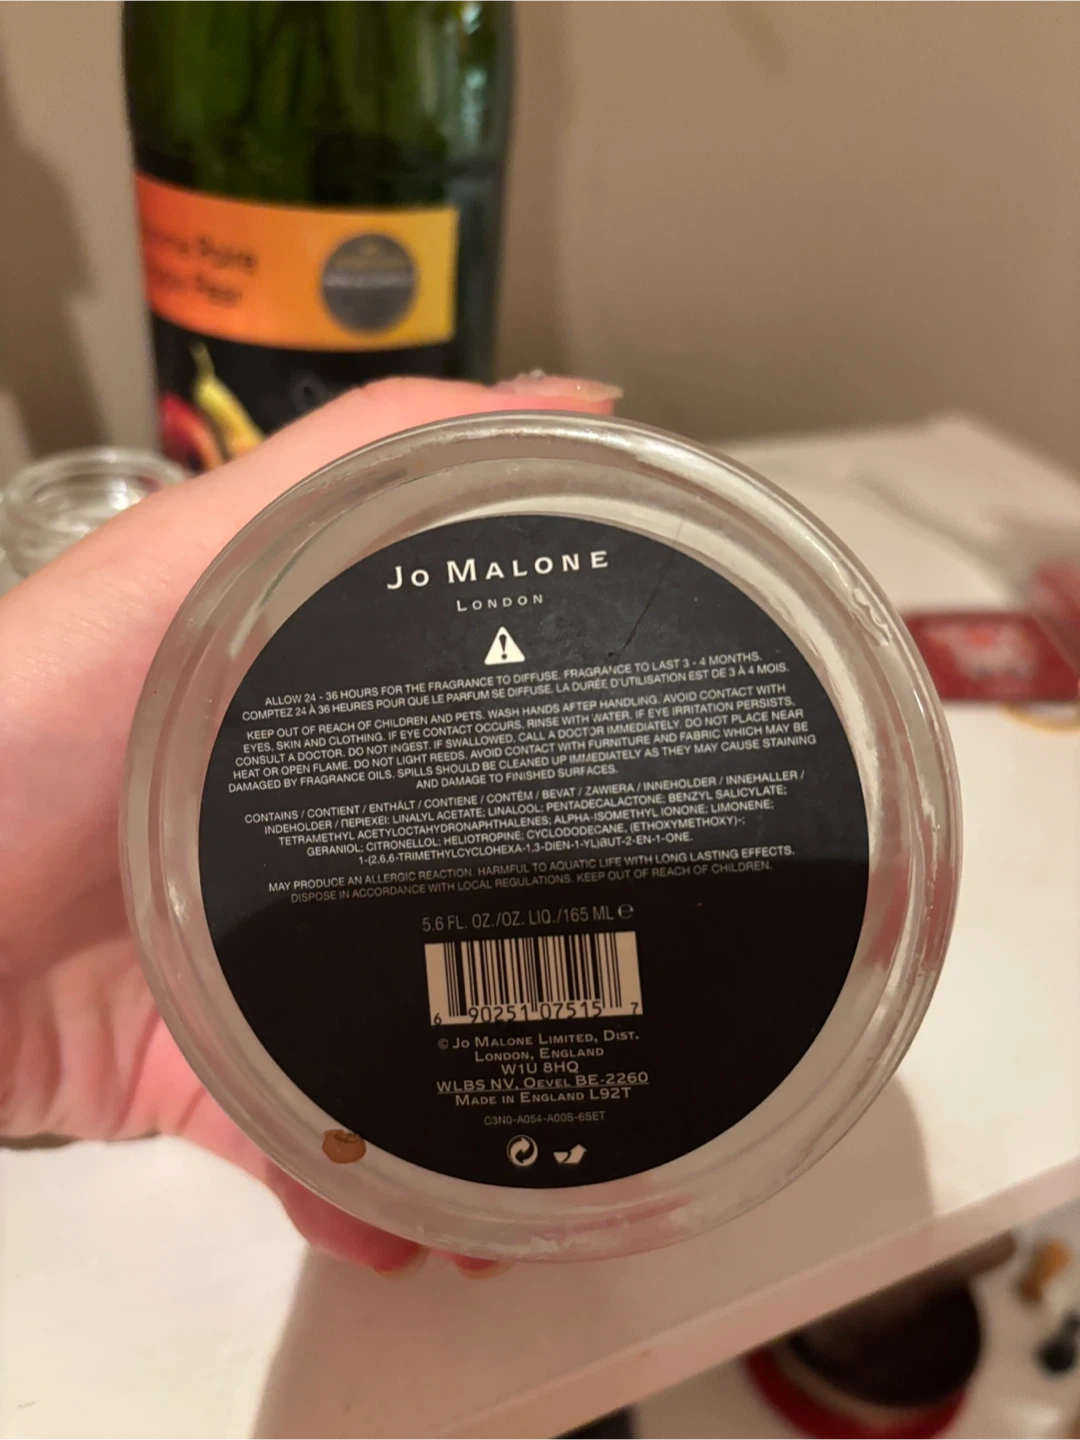 Poire
Pear
JO MALONE
LONDON
ALLOW 24 - 36 HOURS FOR THE FRAGRANCE TO DIFFUSE. FRAGRANCE TO LAST 3 - 4 MONTHS.
COMPTEZ 24 À 36 HEURES POUR QUE LE PARFUM SE DIFFUSE. LA DURÉE D'UTILISATION EST DE 3 À 4 MOIS.
KEEP OUT OF REACH OF CHILDREN AND PETS. WASH HANDS AFTER HANDLING. AVOID CONTACT WITH
EYES, SKIN AND CLOTHING. IF EYE CONTACT OCCURS, RINSE WITH WATER. IF EYE IRRITATION PERSISTS,
CONSULT A DOCTOR. DO NOT INGEST. IF SWALLOWED, CALL A DOCTOR IMMEDIATELY. DO NOT PLACE NEAR
HEAT OR OPEN FLAME. DO NOT LIGHT REEDS. AVOID CONTACT WITH FURNITURE AND FABRIC WHICH MAY BE
DAMAGED BY FRAGRANCE OILS. SPILLS SHOULD BE CLEANED UP IMMEDIATELY AS THEY MAY CAUSE STAINING
AND DAMAGE TO FINISHED SURFACES.
CONTAINS / CONTIENT / ENTHÄLT / CONTIENE / CONTÉM / BEVAT / ZAWIERA / INNEHOLDER / INNEHALLER /
INDEHOLDER / ΠΕΡΙΕΧΕΙ: LINALYL ACETATE; LINALOOL; PENTADECALACTONE; BENZYL SALICYLATE;
TETRAMETHYL ACETYLOCTAHYDRONAPHTHALENES; ALPHA-ISOMETHYL IONONE; LIMONENE;
GERANIOL; CITRONELLOL; HELIOTROPINE; CYCLODODECANE, (ETHOXYMETHOXY)-;
1-(2,6,6-TRIMETHYLCYCLOHEXA-1,3-DIEN-1-YL)BUT-2-EN-1-ONE.
MAY PRODUCE AN ALLERGIC REACTION. HARMFUL TO AQUATIC LIFE WITH LONG LASTING EFFECTS.
DISPOSE IN ACCORDANCE WITH LOCAL REGULATIONS. KEEP OUT OF REACH OF CHILDREN.
5.6 FL. OZ./OZ. LIQ./165 ML ℮
6 90251 07515 7
© JO MALONE LIMITED, DIST.
LONDON, ENGLAND
W1U 8HQ
WLBS NV, OEVEL BE-2260
MADE IN ENGLAND L92T
C3N0-A054-A00S-6SET